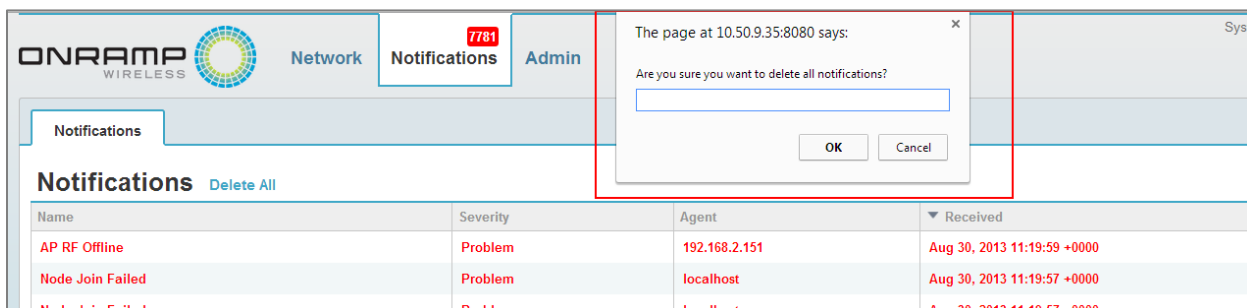 The page at 10.50.9.35:8080 says:
×
Sys
ONRAMP
WIRELESS
Network
7781
Notifications
Admin
Are you sure you want to delete all notifications?
OK
Cancel
Notifications
Notifications Delete All
Name Severity Agent Received
AP RF Offline Problem 192.168.2.151 Aug 30, 2013 11:19:59 +0000
Node Join Failed Problem localhost Aug 30, 2013 11:19:57 +0000